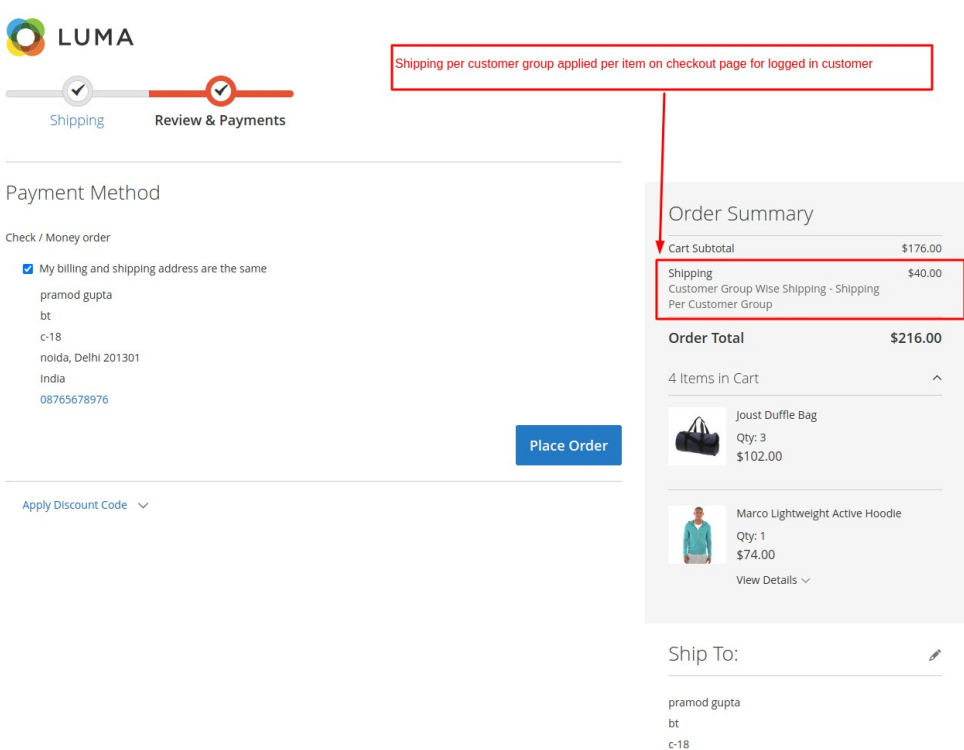 LUMA
Shipping per customer group applied per item on checkout page for logged in customer
Shipping
Review & Payments
Payment Method
Check / Money order
My billing and shipping address are the same
pramod gupta
bt
c-18
noida, Delhi 201301
India
08765678976
Place Order
Apply Discount Code
Order Summary
Cart Subtotal $176.00
Shipping $40.00
Customer Group Wise Shipping - Shipping
Per Customer Group
Order Total $216.00
4 Items in Cart
Joust Duffle Bag
Qty: 3
$102.00
Marco Lightweight Active Hoodie
Qty: 1
$74.00
View Details
Ship To:
pramod gupta
bt
c-18